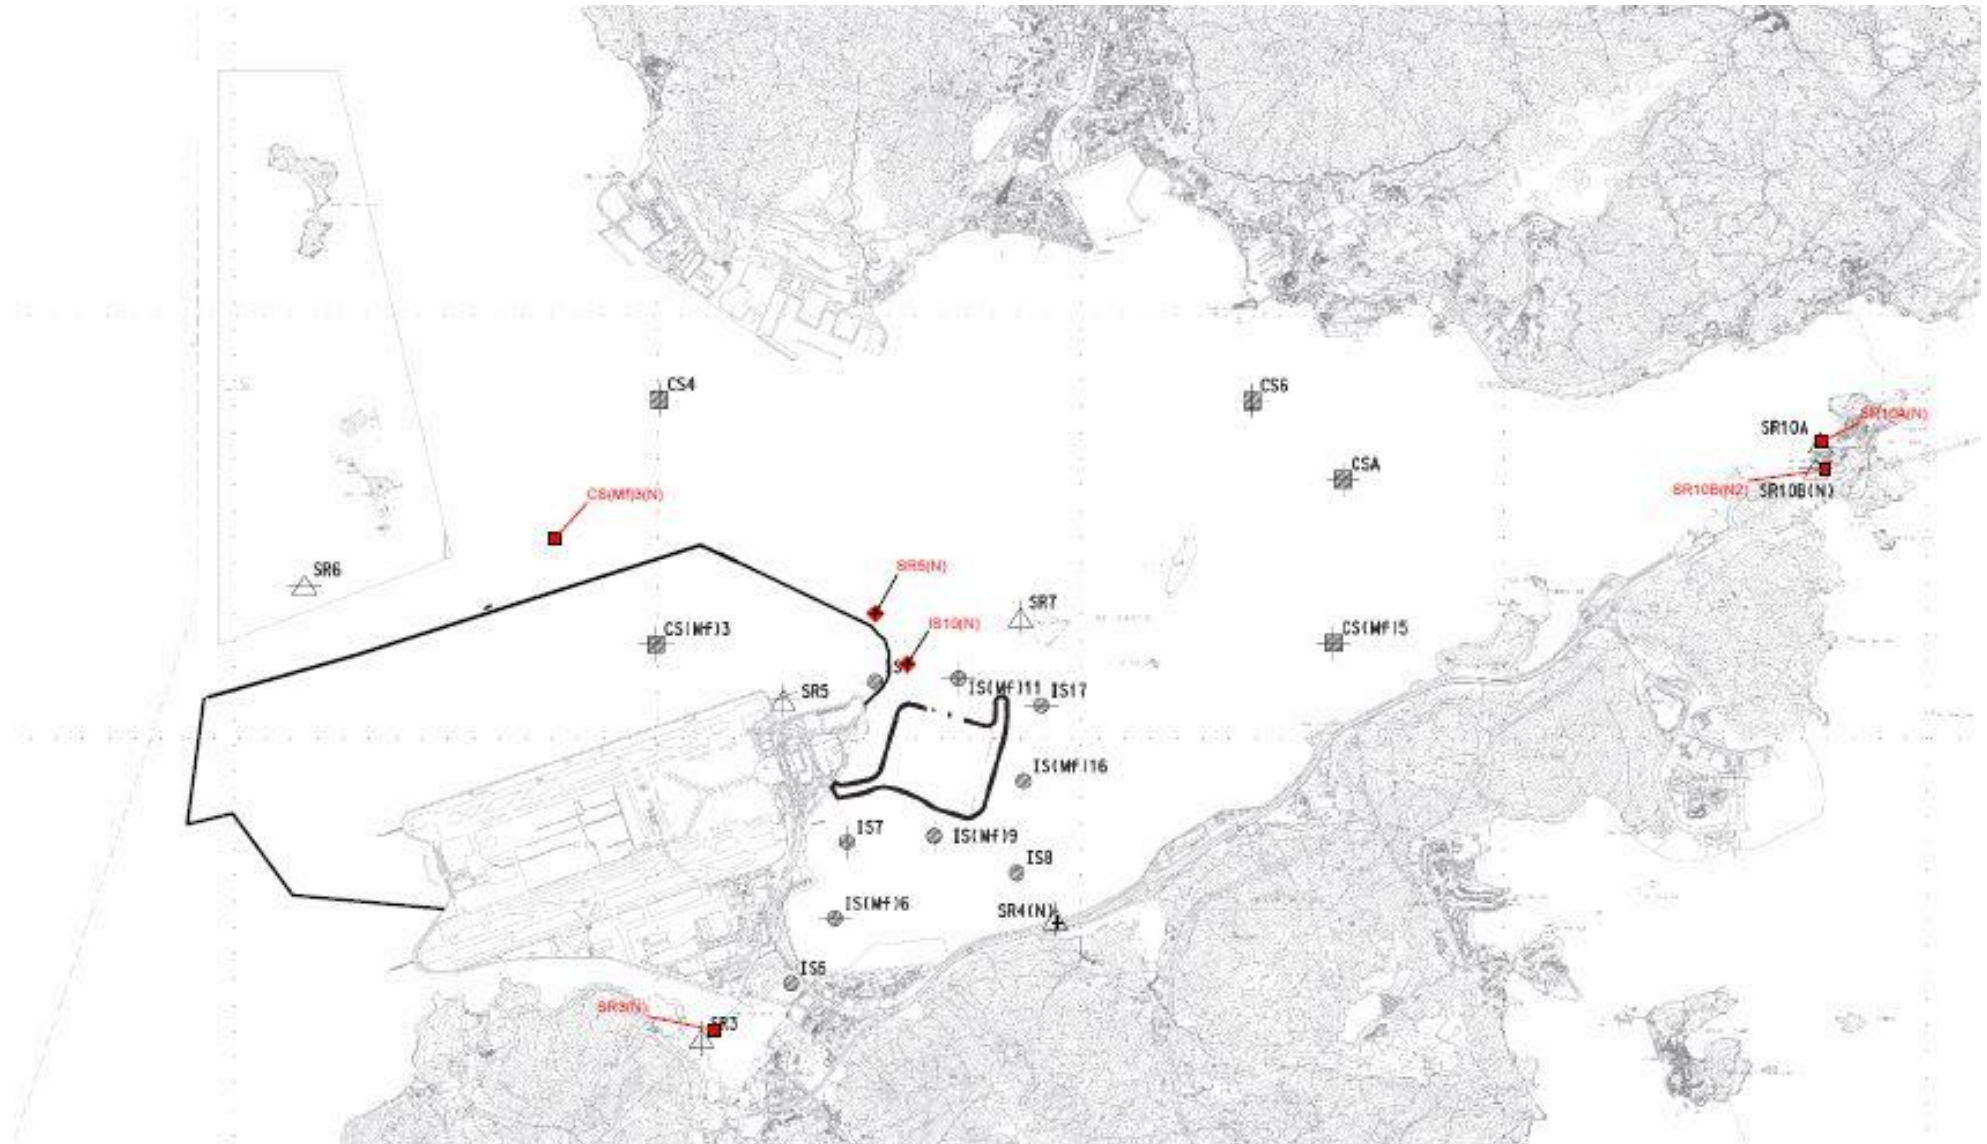 CS4
CS6
SR10A(N)
SR10A
CSA
SR10B(N2)
SR10B(N)
CS(Mf)3(N)
SR6
SR5(N)
SR7
IS10(N)
CS(Mf)3
CS(Mf)5
SR5
IS(Mf)11
IS17
IS(Mf)16
IS7
IS(Mf)9
IS8
IS(Mf)6
SR4(N)
IS5
SR3(N)
SR3